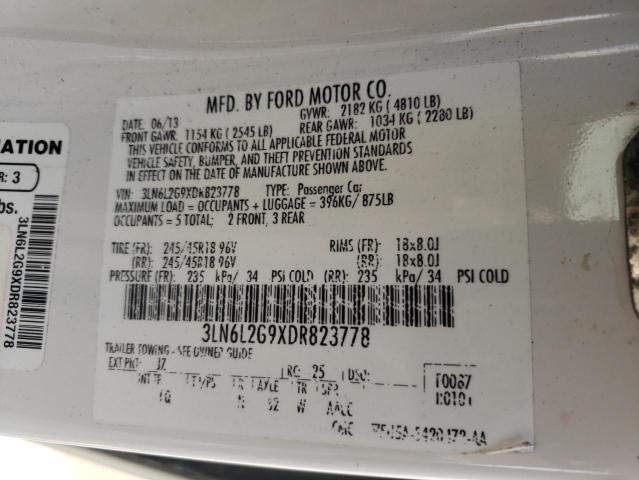 MFD. BY FORD MOTOR CO.
DATE: 06/13 GVWR: 2182 KG ( 4810 LB)
FRONT GAWR: 1154 KG ( 2545 LB) REAR GAWR: 1034 KG ( 2280 LB)
THIS VEHICLE CONFORMS TO ALL APPLICABLE FEDERAL MOTOR
VEHICLE SAFETY, BUMPER, AND THEFT PREVENTION STANDARDS
IN EFFECT ON THE DATE OF MANUFACTURE SHOWN ABOVE.
VIN: 3LN6L2G9XDR823778 TYPE: Passenger Car
MAXIMUM LOAD = OCCUPANTS + LUGGAGE = 396KG/ 875LB
OCCUPANTS = 5 TOTAL; 2 FRONT, 3 REAR
TIRE (FR): 245/45R18 96V RIMS (FR): 18x8.0J
(RR): 245/45R18 96V (RR): 18x8.0J
PRESSURE (FR): 235 kPa/ 34 PSI COLD (RR): 235 kPa/ 34 PSI COLD
3LN6L2G9XDR823778
TRAILER TOWING - SEE OWNER GUIDE
EXT PNT: RC: 25 DSO:
AXLE TR
W
MATION
R: 3
bs.
3LN6L2G9XDR823778